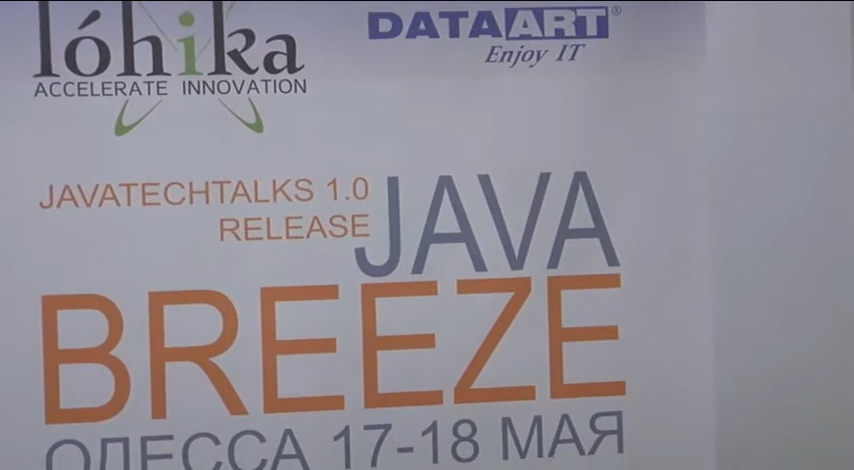 lóhika
ACCELERATE INNOVATION
DATAART®
Enjoy IT
JAVATECHTALKS 1.0
RELEASE
JAVA
BREEZE
ОДЕССА 17-18 МАЯ